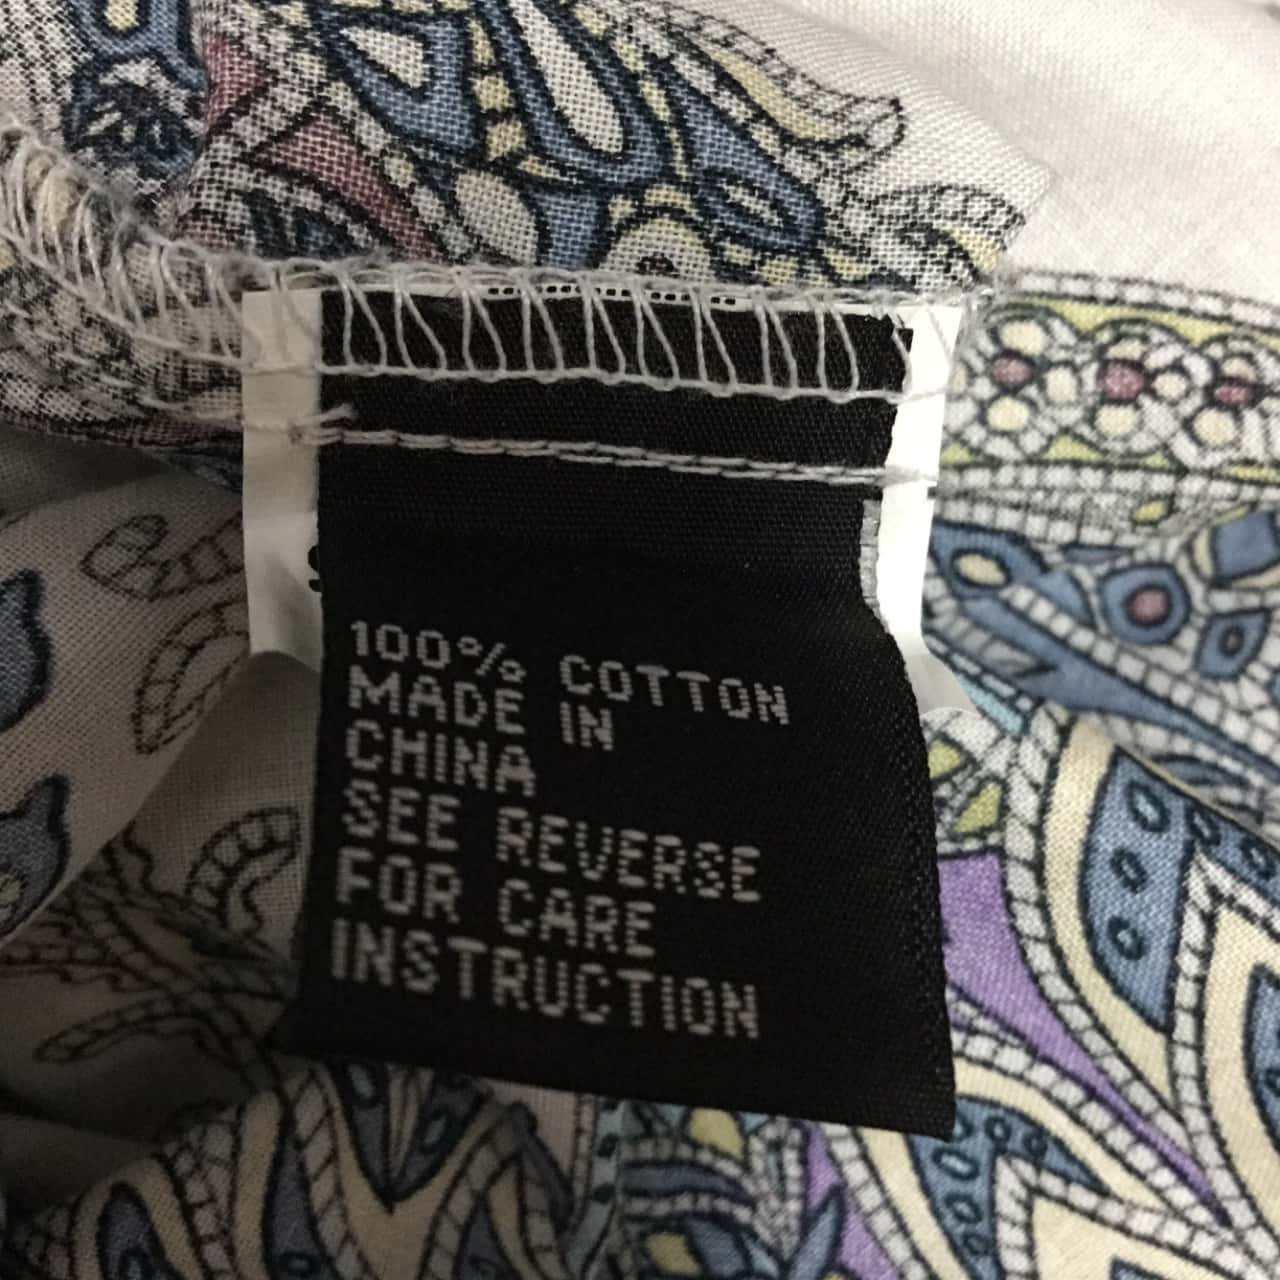 100% COTTON
MADE IN
CHINA
SEE REVERSE
FOR CARE
INSTRUCTION